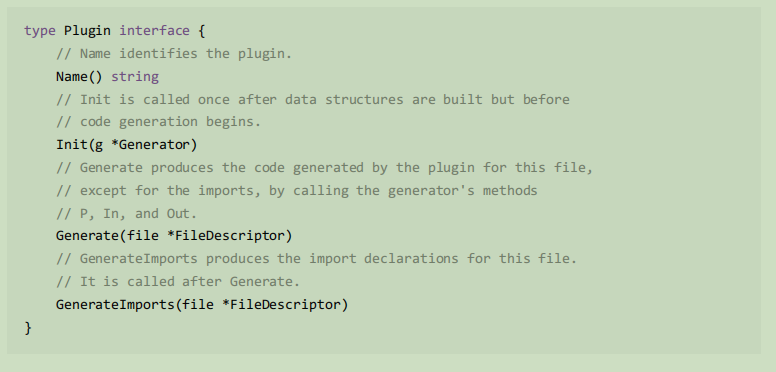 type Plugin interface {
    // Name identifies the plugin.
    Name() string
    // Init is called once after data structures are built but before
    // code generation begins.
    Init(g *Generator)
    // Generate produces the code generated by the plugin for this file,
    // except for the imports, by calling the generator's methods
    // P, In, and Out.
    Generate(file *FileDescriptor)
    // GenerateImports produces the import declarations for this file.
    // It is called after Generate.
    GenerateImports(file *FileDescriptor)
}